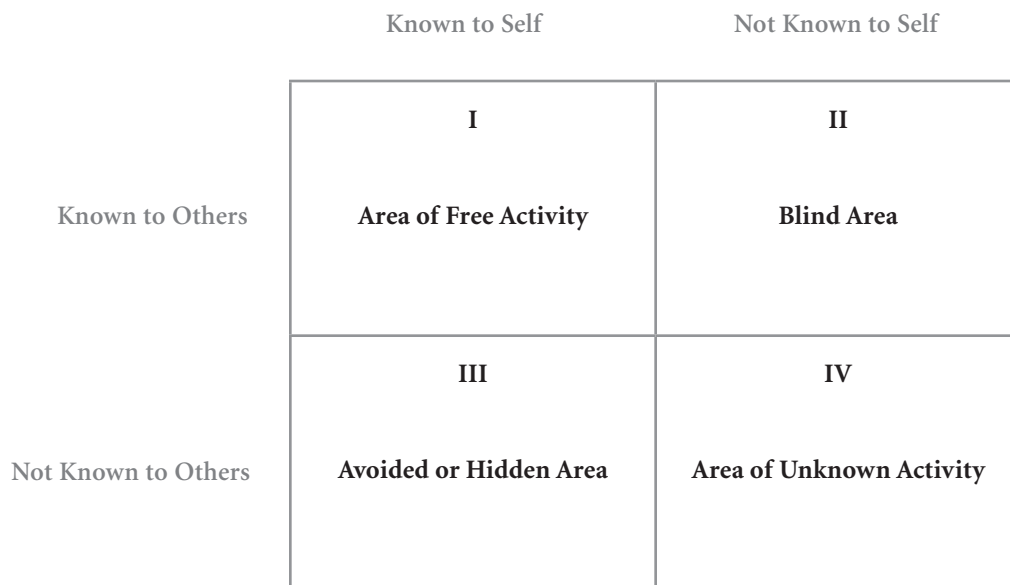 Known to Self
Not Known to Self
I
II
Known to Others
Area of Free Activity
Blind Area
III
IV
Not Known to Others
Avoided or Hidden Area
Area of Unknown Activity